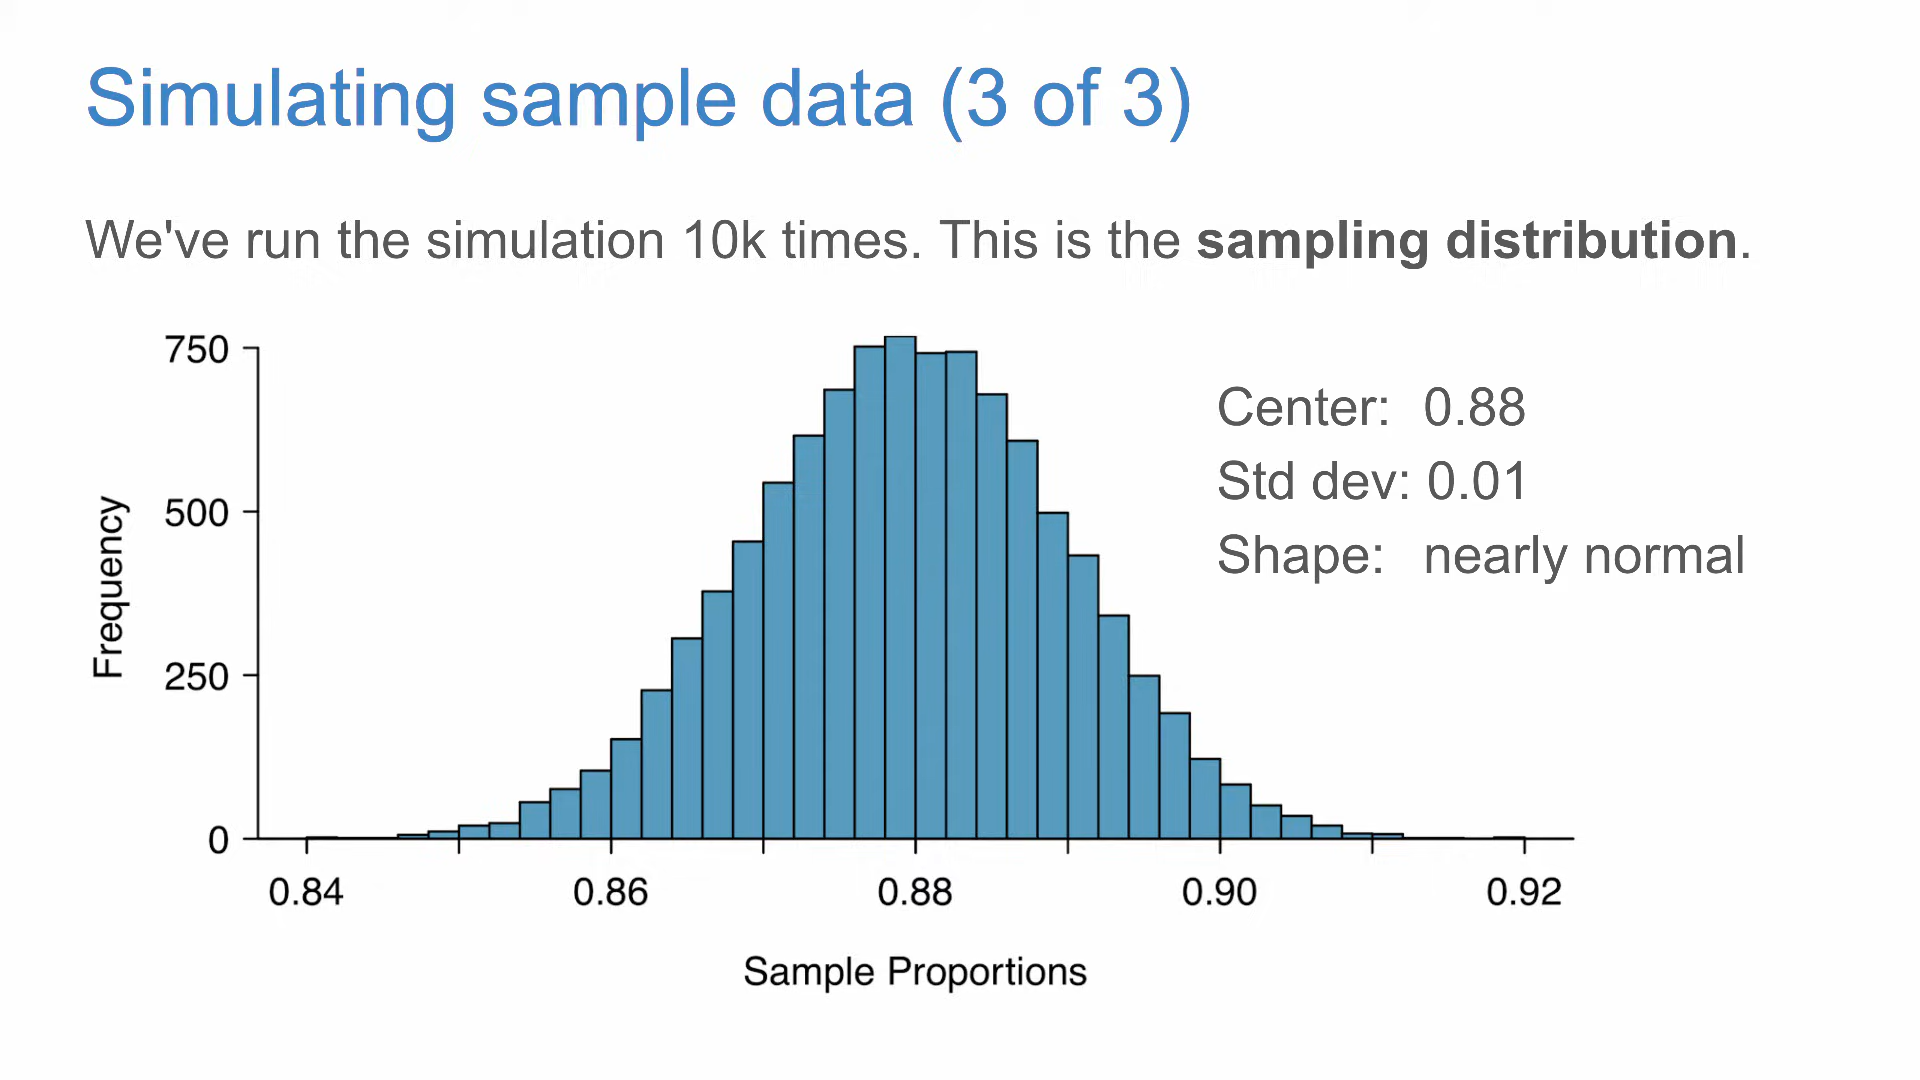 Simulating sample data (3 of 3)
We've run the simulation 10k times. This is the sampling distribution.
750
500
250
0
Frequency
Center: 0.88
Std dev: 0.01
Shape: nearly normal
0.84 0.86 0.88 0.90 0.92
Sample Proportions